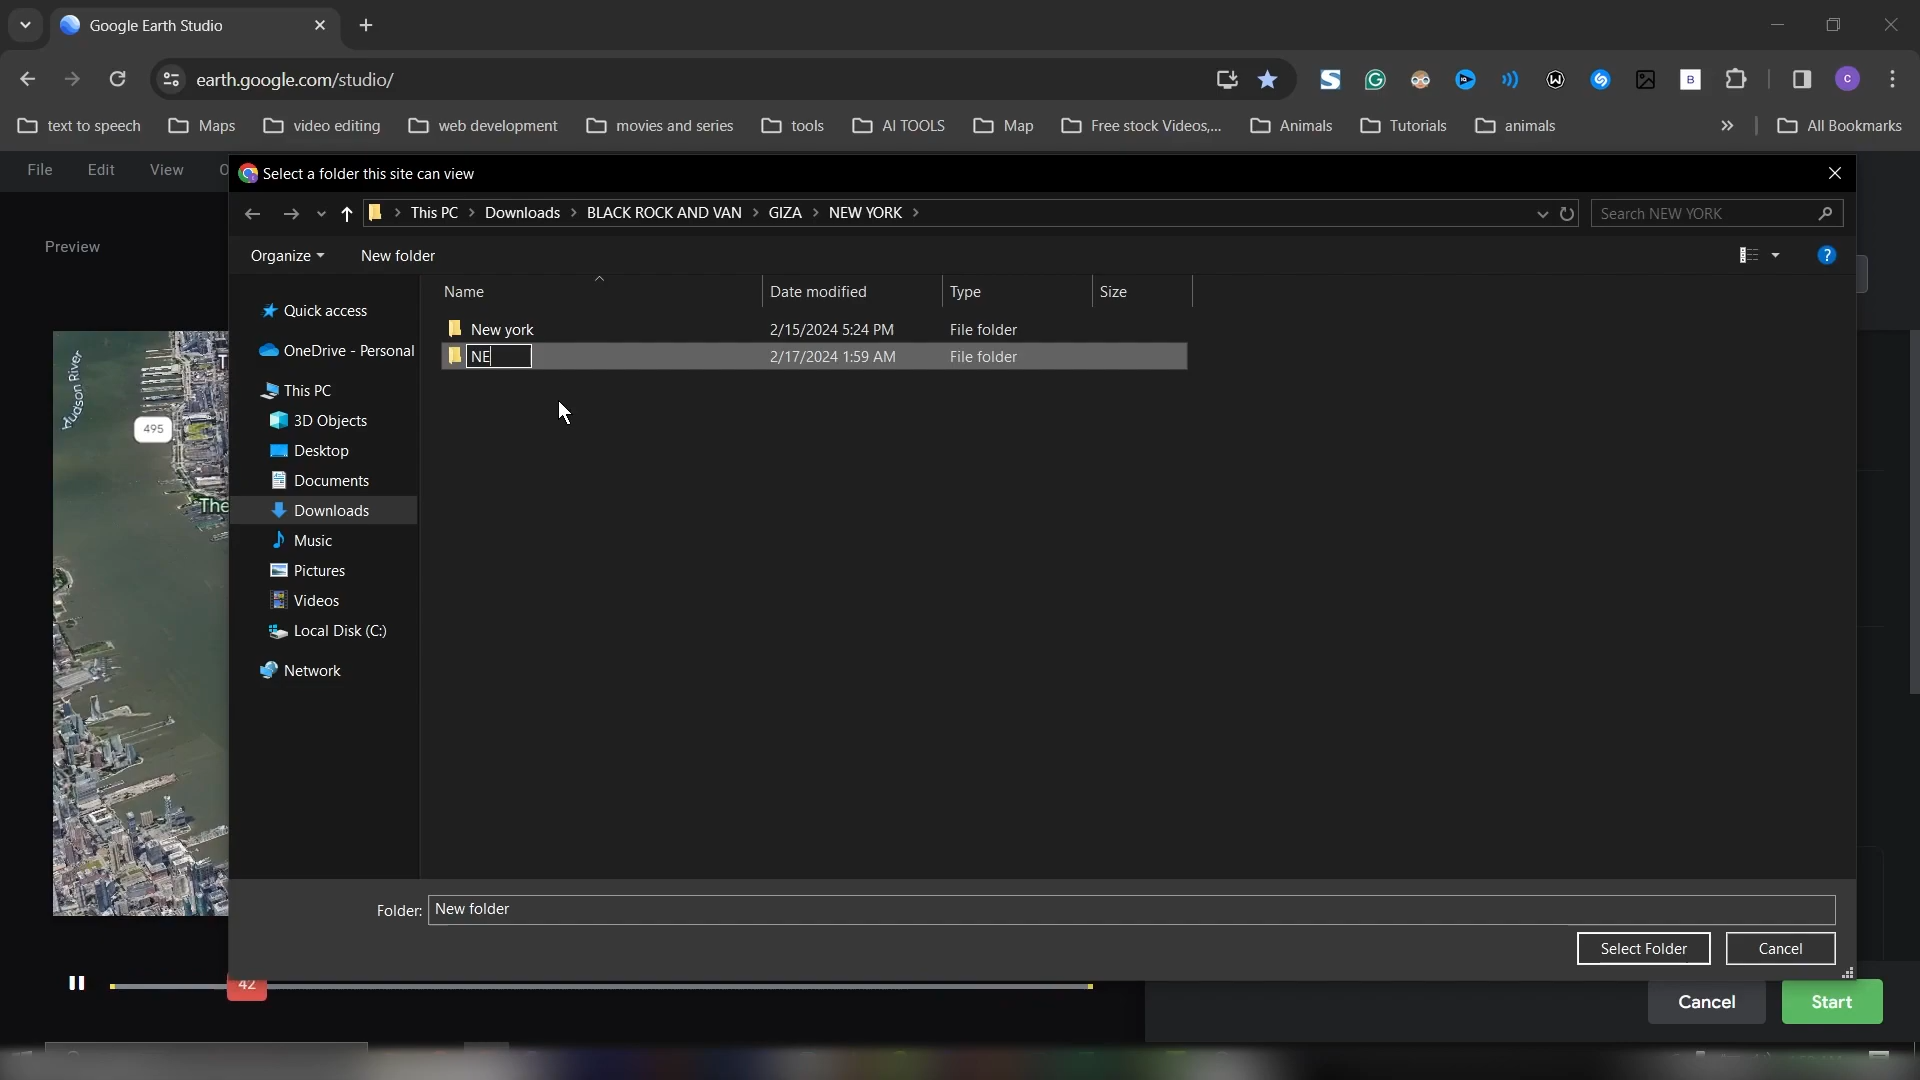 Google Earth Studio
earth.google.com/studio/
text to speech
Maps
video editing
web development
movies and series
tools
AI TOOLS
Map
Free stock Videos,...
Animals
Tutorials
animals
All Bookmarks
File
Edit
View
O
Select a folder this site can view
This PC > Downloads > BLACK ROCK AND VAN > GIZA > NEW YORK >
Search NEW YORK
Preview
Organize
New folder
Name
Date modified
Type
Size
Quick access
OneDrive - Personal
This PC
3D Objects
Desktop
Documents
Downloads
Music
Pictures
Videos
Local Disk (C:)
Network
New york
2/15/2024 5:24 PM
File folder
NE
2/17/2024 1:59 AM
File folder
Hudson River
495
The
Folder:
New folder
Select Folder
Cancel
42
Cancel
Start